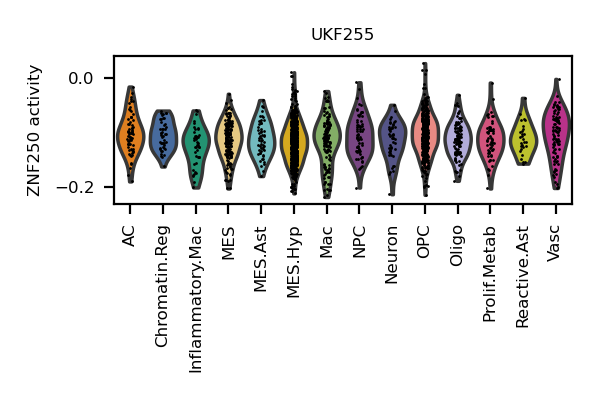 UKF255
ZNF250 activity
0.0
−0.2
AC
Chromatin.Reg
Inflammatory.Mac
MES
MES.Ast
MES.Hyp
Mac
NPC
Neuron
OPC
Oligo
Prolif.Metab
Reactive.Ast
Vasc